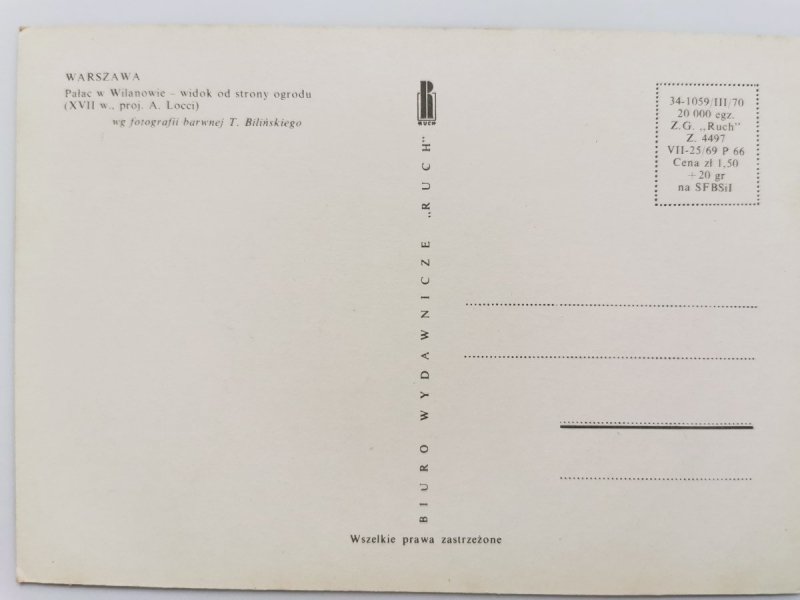 WARSZAWA
Pałac w Wilanowie - widok od strony ogrodu
(XVII w., proj. A. Locci)
wg fotografii barwnej T. Bilińskiego
R
RUCH
BIURO WYDAWNICZE „RUCH”
34-1059/III/70
20 000 egz.
Z.G. „Ruch”
Z. 4497
VII-25/69 P 66
Cena zł 1,50
+ 20 gr
na SFBSiI
Wszelkie prawa zastrzeżone